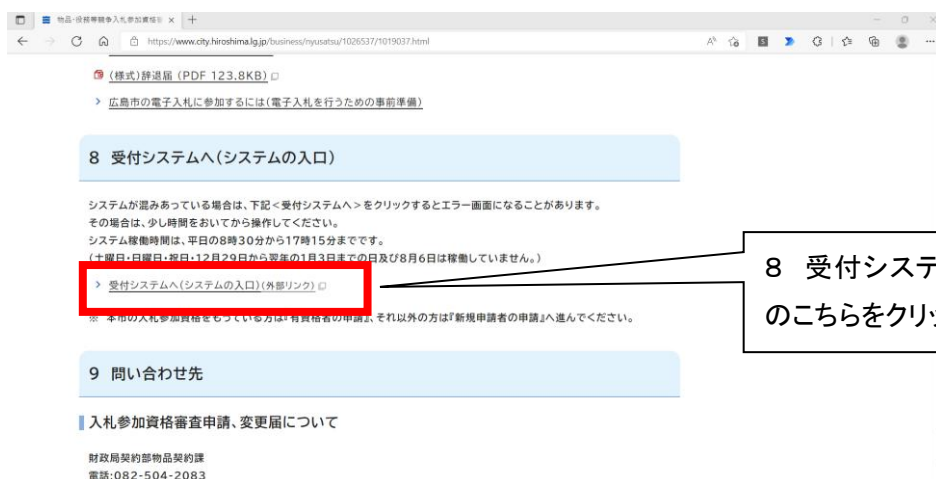 物品・役務等競争入札参加資格
https://www.city.hiroshima.lg.jp/business/nyusatsu/1026537/1019037.html
(様式)辞退届 (PDF 123.8KB)
広島市の電子入札に参加するには(電子入札を行うための事前準備)
8 受付システムへ(システムの入口)
システムが混みあっている場合は、下記<受付システムへ>をクリックするとエラー画面になることがあります。
その場合は、少し時間をおいてから操作してください。
システム稼働時間は、平日の8時30分から17時15分までです。
(土曜日・日曜日・祝日・12月29日から翌年の1月3日までの日及び8月6日は稼働していません。)
受付システムへ(システムの入口)(外部リンク)
8 受付システ
のこちらをクリッ
※ 本市の入札参加資格をもっている方は『有資格者の申請』、それ以外の方は『新規申請者の申請』へ進んでください。
9 問い合わせ先
入札参加資格審査申請、変更届について
財政局契約部物品契約課
電話:082-504-2083